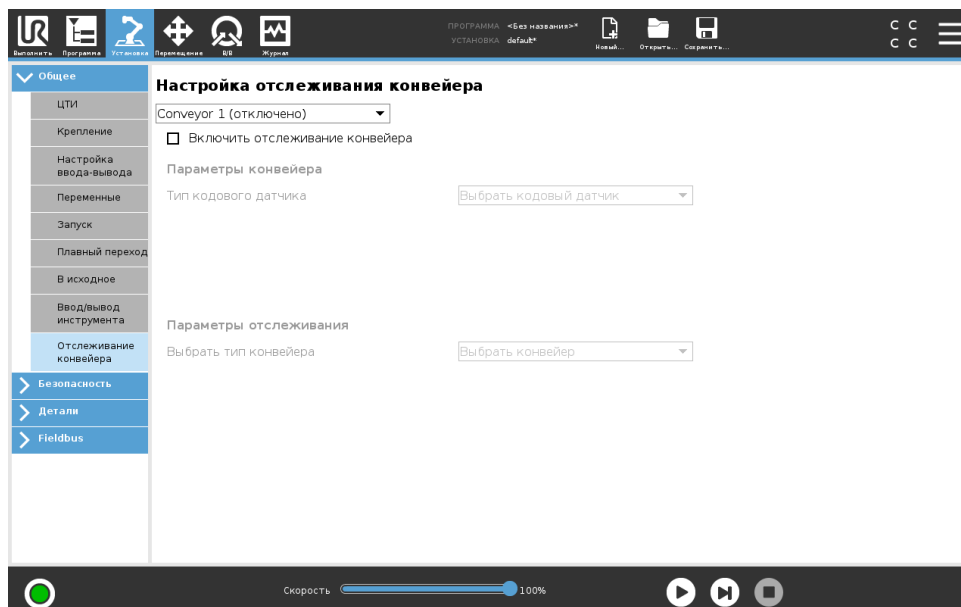 UR
Выполнить Программа Установка Перемещение В/В Журнал
ПРОГРАММА <Без названия>*
УСТАНОВКА default*
Новый... Открыть... Сохранить...
C C
C C
Общее
ЦТИ
Крепление
Настройка
ввода-вывода
Переменные
Запуск
Плавный переход
В исходное
Ввод/вывод
инструмента
Отслеживание
конвейера
Безопасность
Детали
Fieldbus
Настройка отслеживания конвейера
Conveyor 1 (отключено)
Включить отслеживание конвейера
Параметры конвейера
Тип кодового датчика Выбрать кодовый датчик
Параметры отслеживания
Выбрать тип конвейера Выбрать конвейер
Скорость 100%